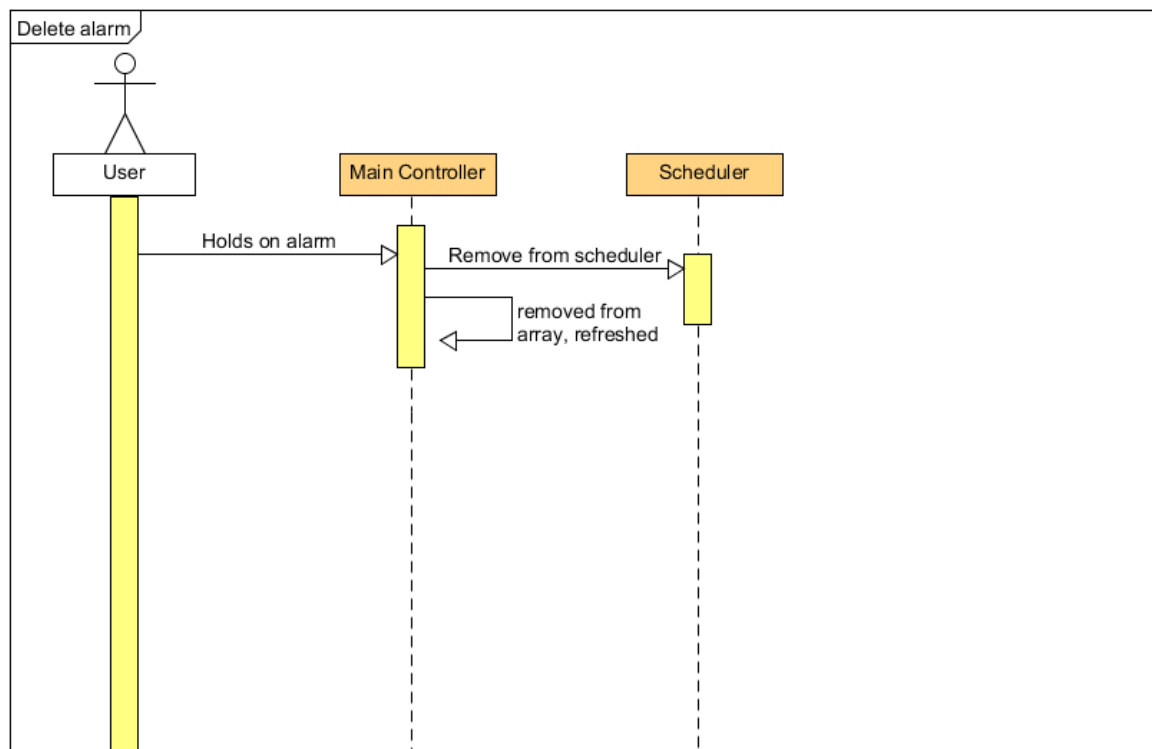 Delete alarm
User
Main Controller
Scheduler
Holds on alarm
Remove from scheduler
removed from
array, refreshed